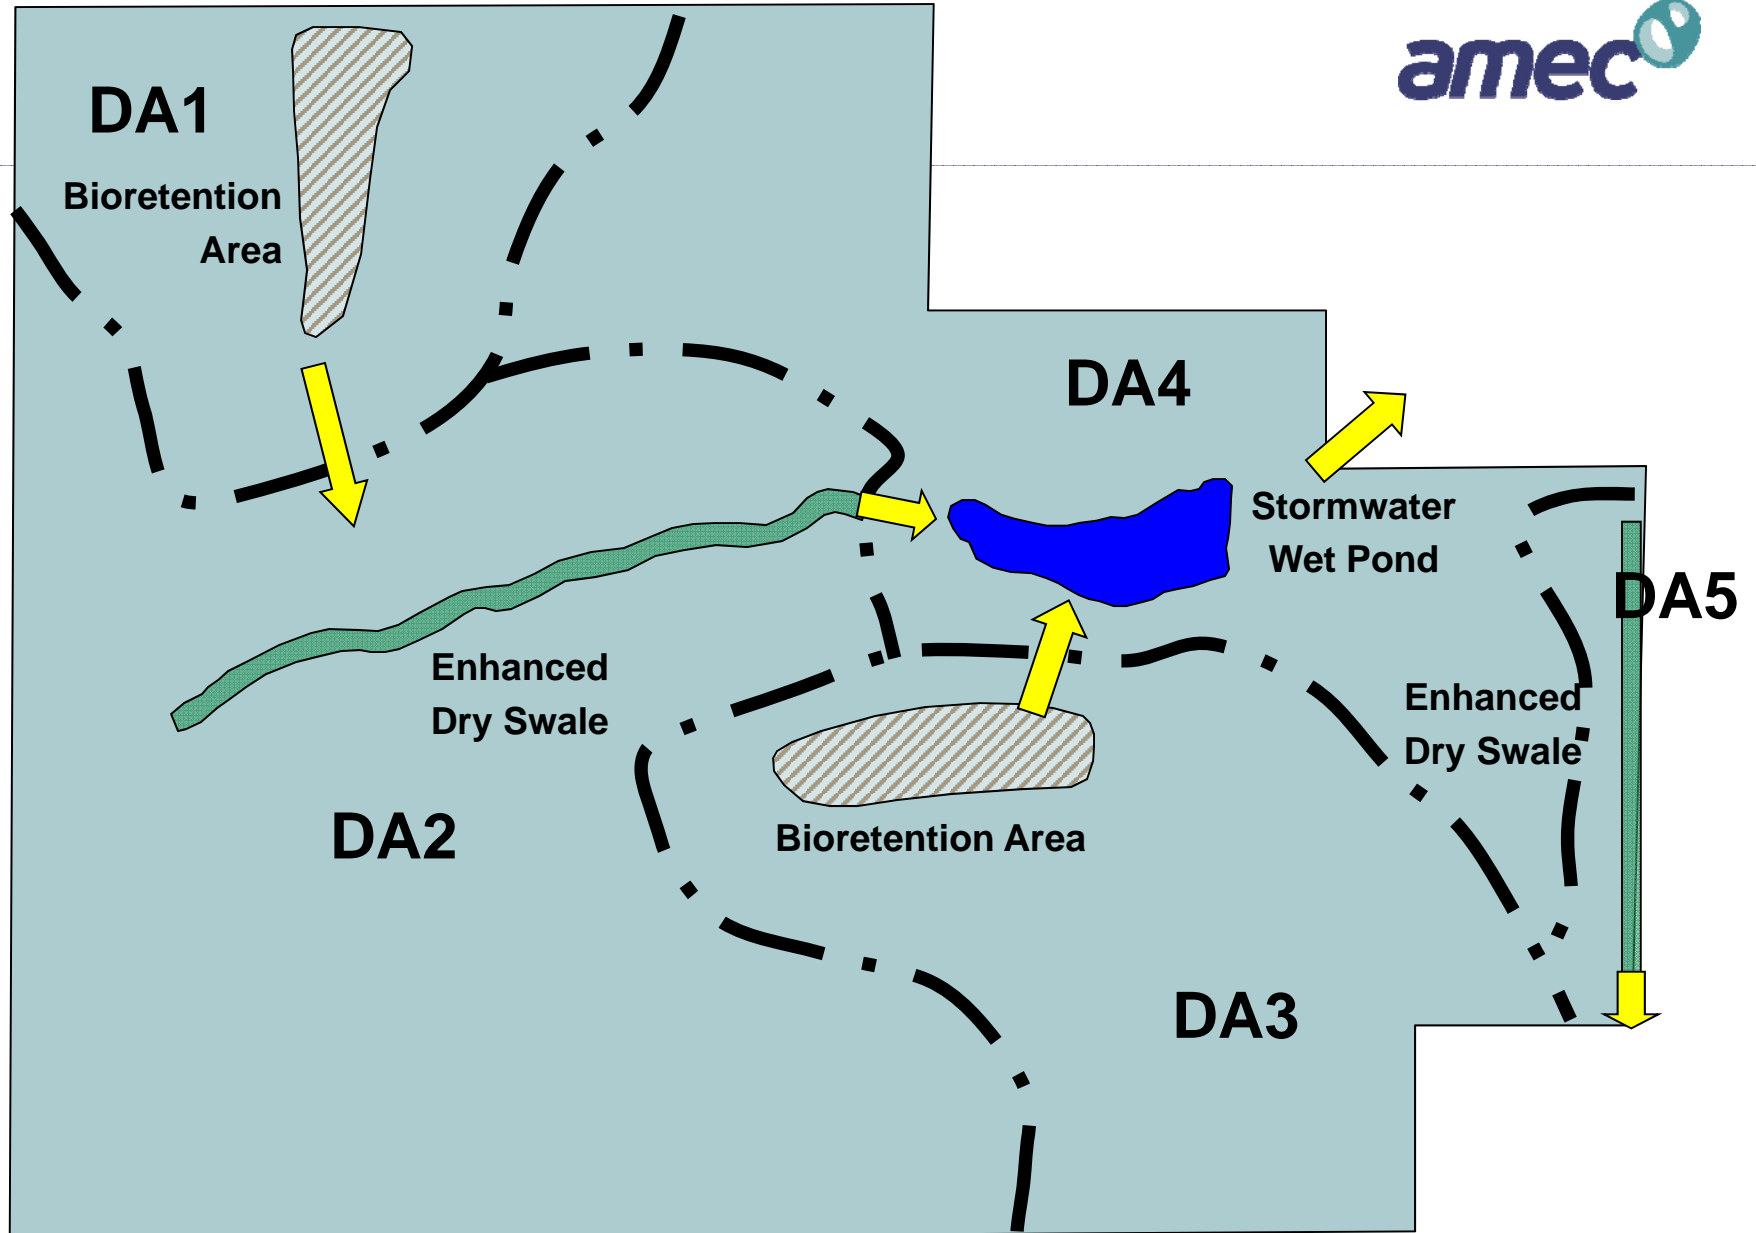 amec
DA1
Bioretention
Area
DA4
Stormwater
Wet Pond
DA5
Enhanced
Dry Swale
Enhanced
Dry Swale
DA2
Bioretention Area
DA3